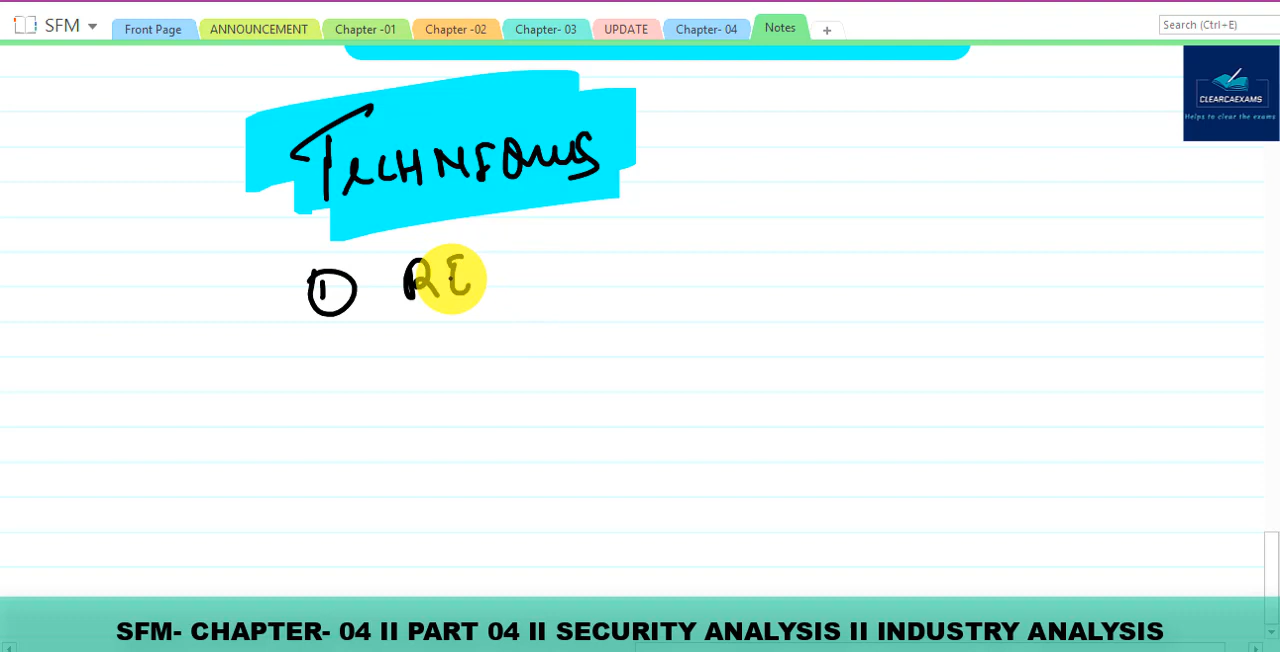 SFM
Front Page
ANNOUNCEMENT
Chapter -01
Chapter -02
Chapter- 03
UPDATE
Chapter- 04
Notes
+
Search (Ctrl+E)
CLEARCAEXAMS
Helps to clear the exams
TECHNIQUES
① RE
SFM- CHAPTER- 04 II PART 04 II SECURITY ANALYSIS II INDUSTRY ANALYSIS